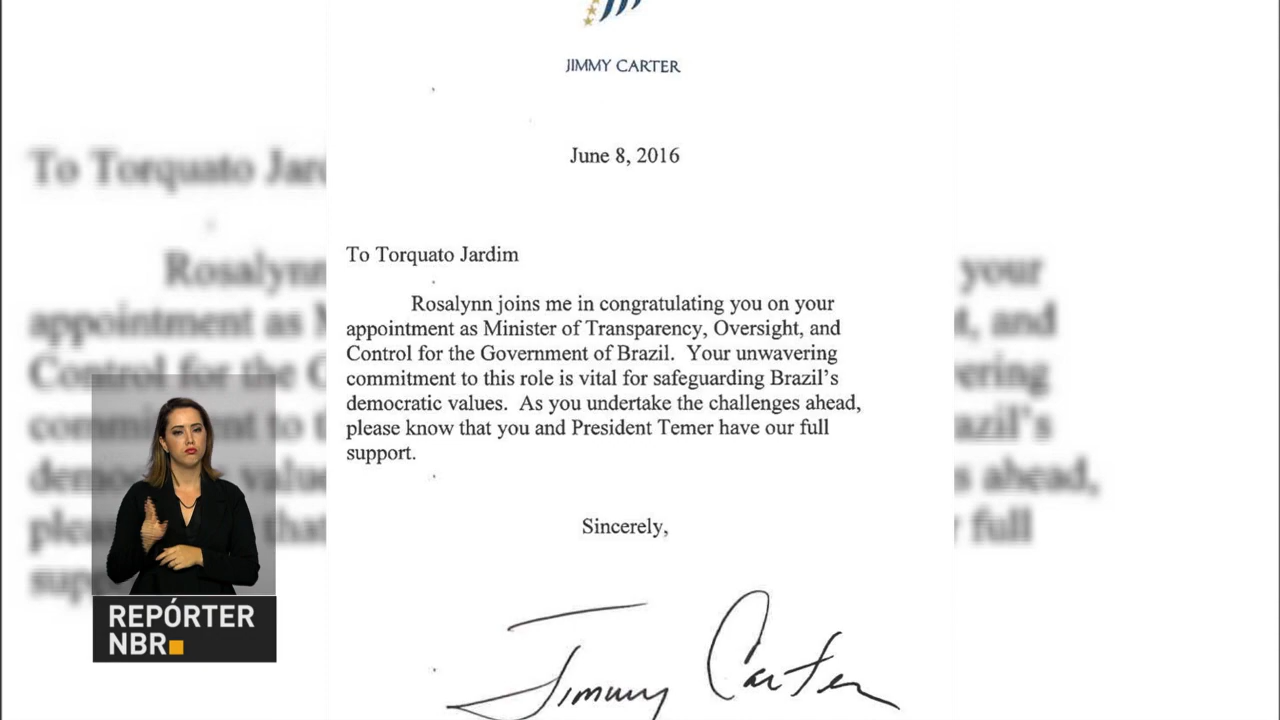 JIMMY CARTER
June 8, 2016
To Torquato Jardim
Rosalynn joins me in congratulating you on your
appointment as Minister of Transparency, Oversight, and
Control for the Government of Brazil. Your unwavering
commitment to this role is vital for safeguarding Brazil's
democratic values. As you undertake the challenges ahead,
please know that you and President Temer have our full
support.
Sincerely,
Jimmy Carter
REPÓRTER
NBR